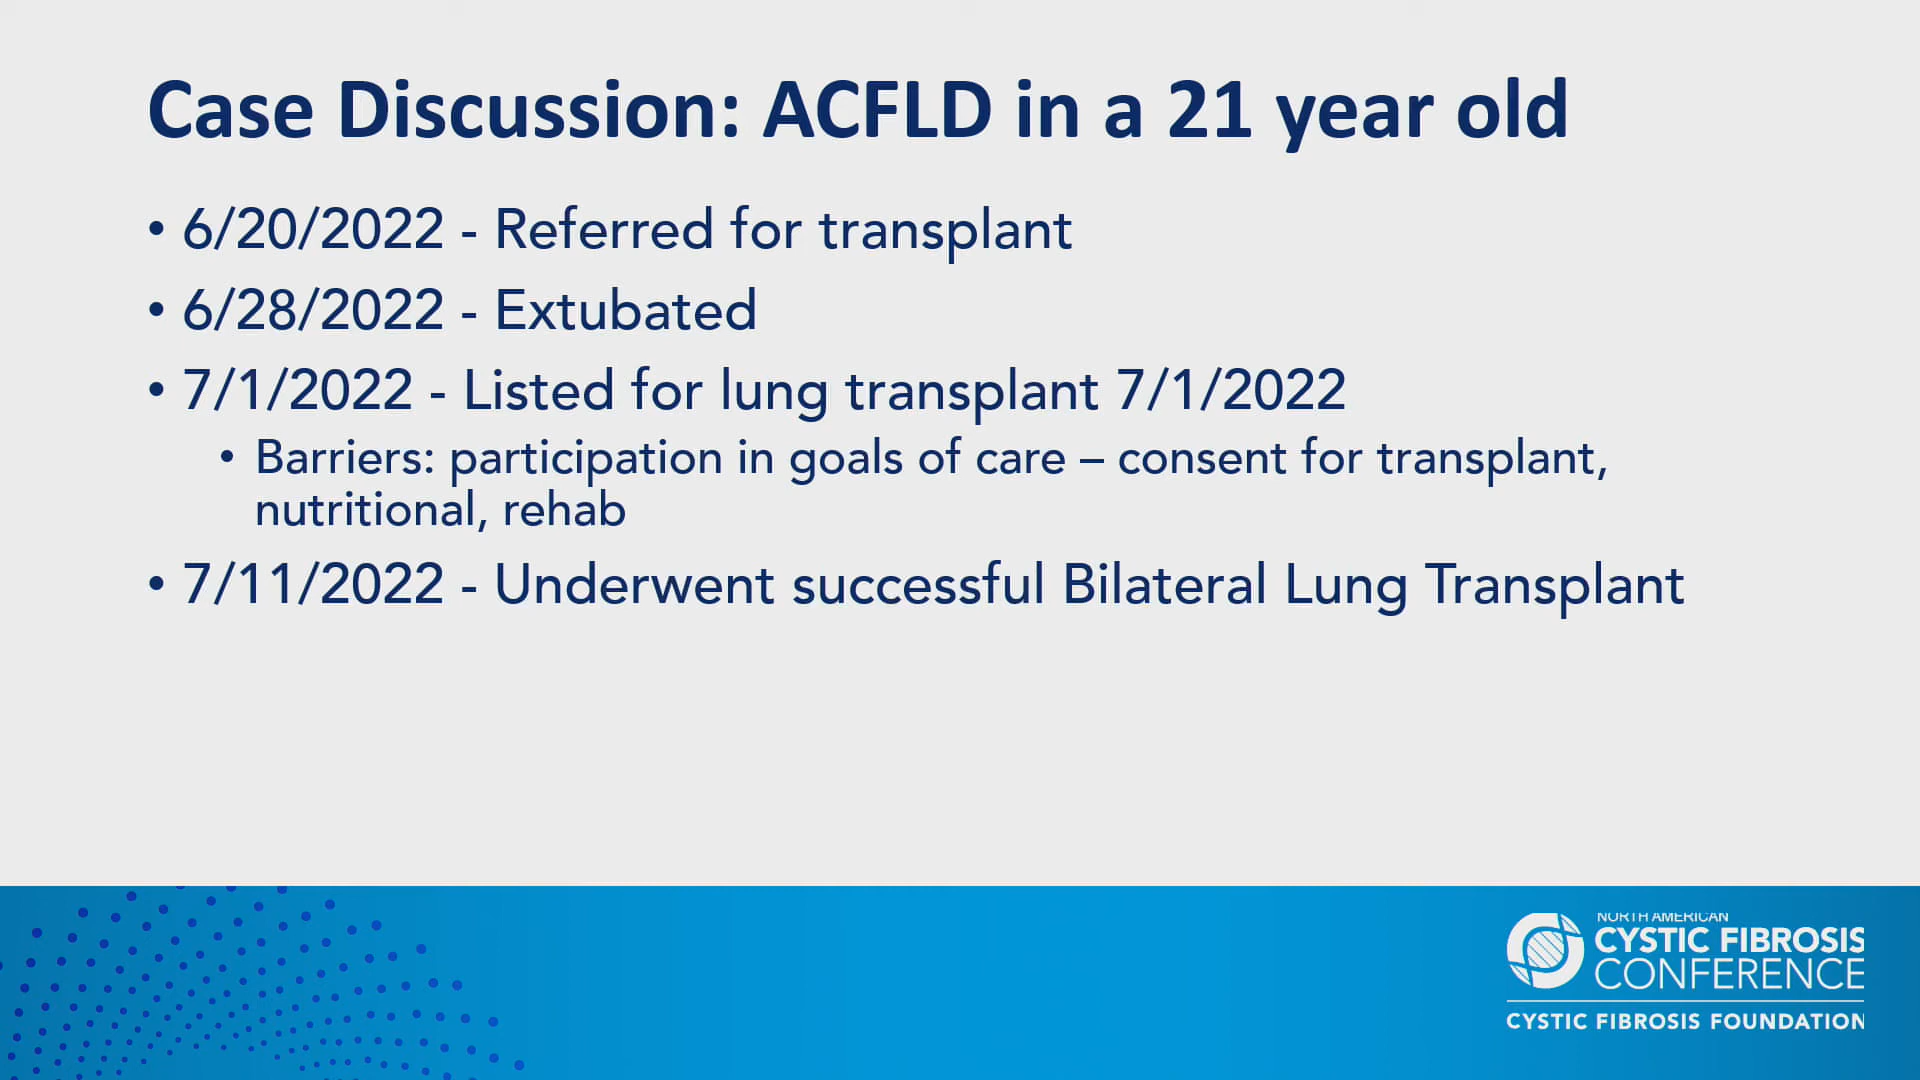 Case Discussion: ACFLD in a 21 year old
• 6/20/2022 - Referred for transplant
• 6/28/2022 - Extubated
• 7/1/2022 - Listed for lung transplant 7/1/2022
• Barriers: participation in goals of care – consent for transplant,
nutritional, rehab
• 7/11/2022 - Underwent successful Bilateral Lung Transplant
NORTH AMERICAN
CYSTIC FIBROSIS
CONFERENCE
CYSTIC FIBROSIS FOUNDATION